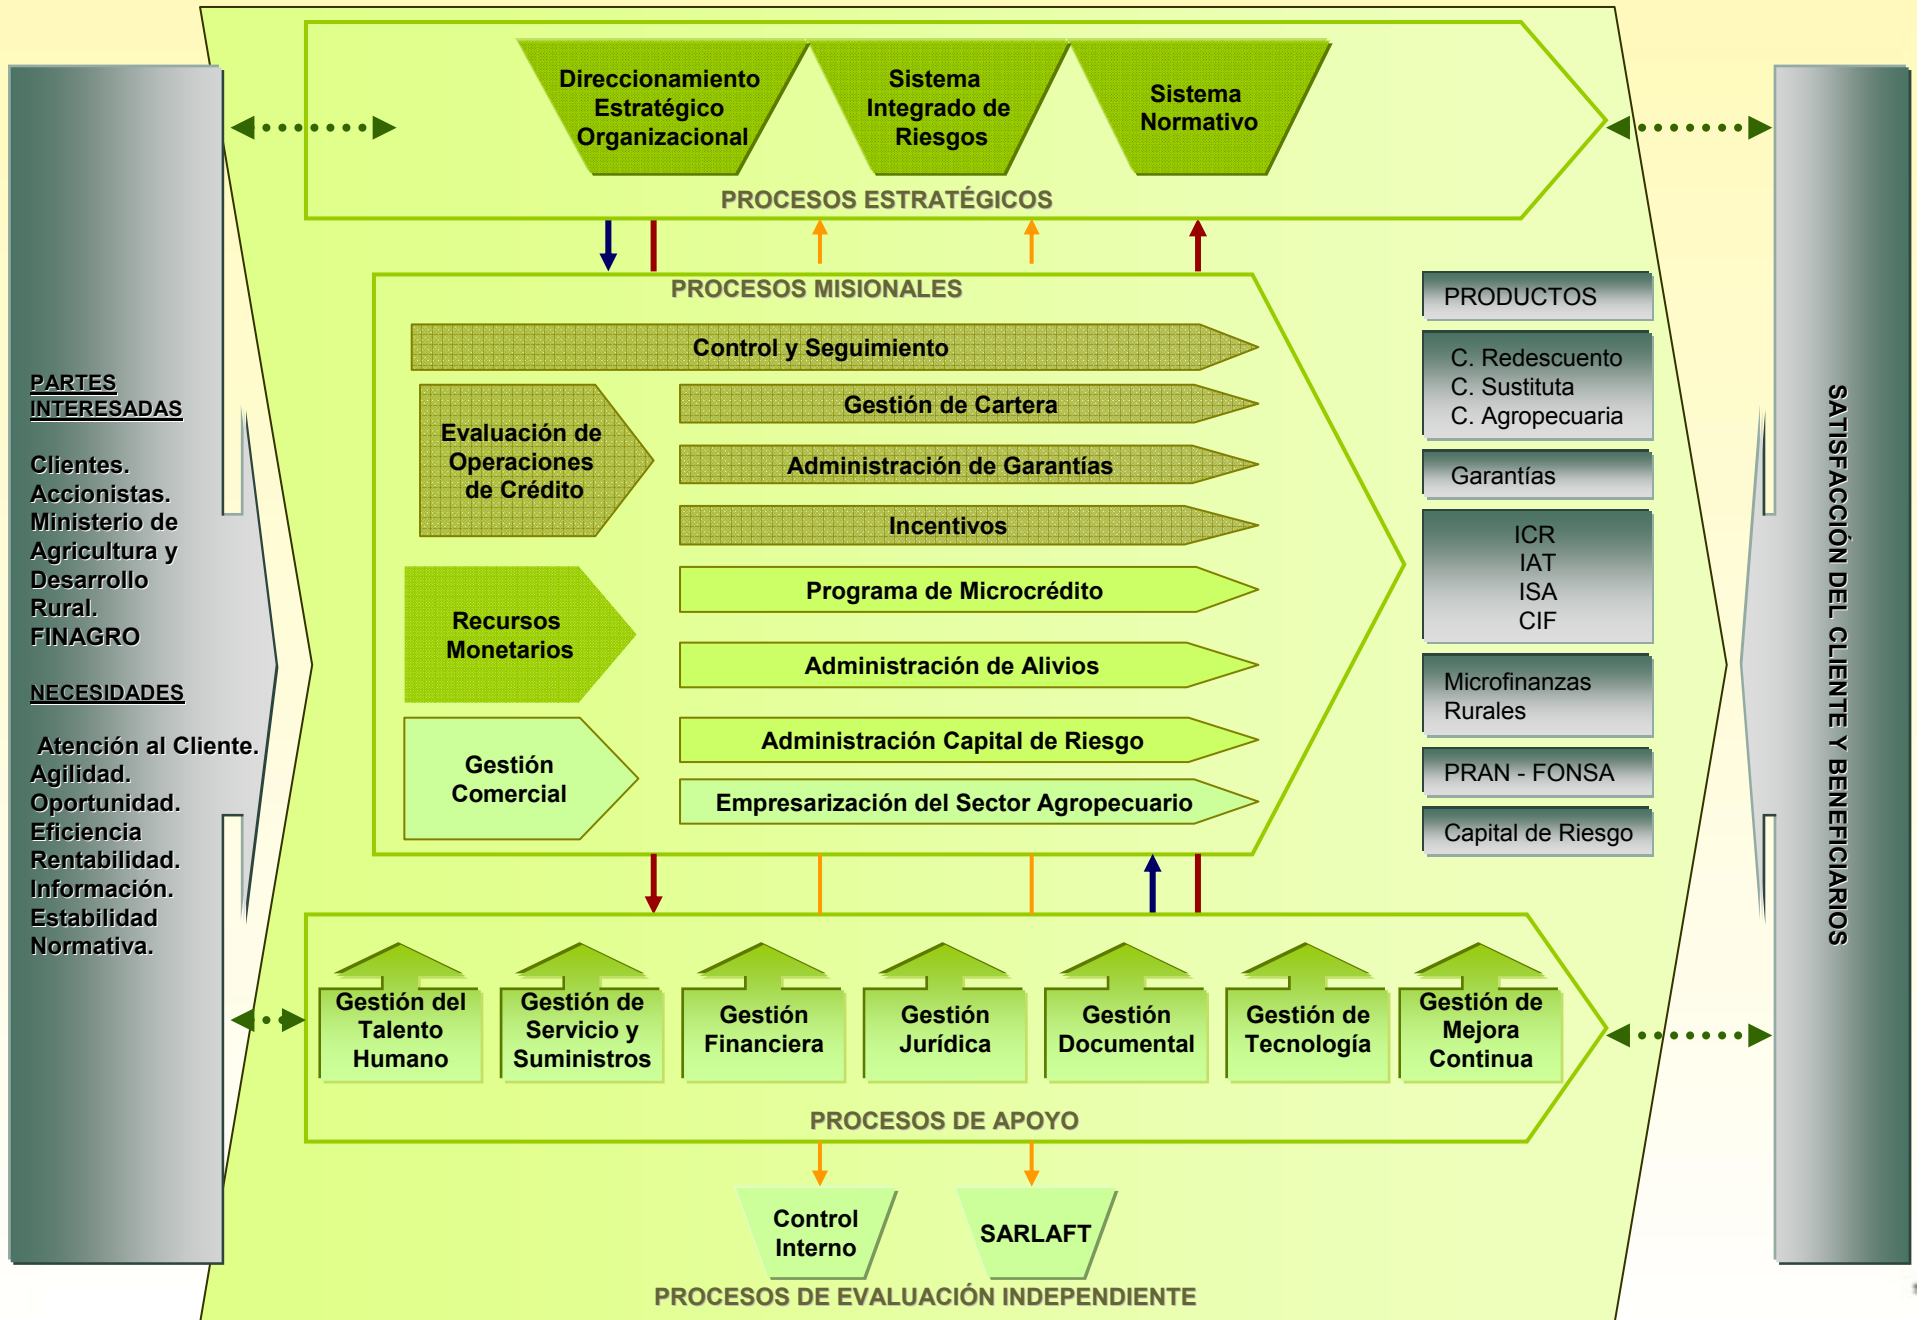 Direccionamiento
Estratégico
Organizacional
Sistema
Integrado de
Riesgos
Sistema
Normativo
PROCESOS ESTRATÉGICOS
PARTES
INTERESADAS
Clientes.
Accionistas.
Ministerio de
Agricultura y
Desarrollo
Rural.
FINAGRO
NECESIDADES
Atención al Cliente.
Agilidad.
Oportunidad.
Eficiencia
Rentabilidad.
Información.
Estabilidad
Normativa.
PROCESOS MISIONALES
Control y Seguimiento
Evaluación de
Operaciones
de Crédito
Gestión de Cartera
Administración de Garantías
Incentivos
Recursos
Monetarios
Programa de Microcrédito
Administración de Alivios
Gestión
Comercial
Administración Capital de Riesgo
Empresarización del Sector Agropecuario
PRODUCTOS
C. Redescuento
C. Sustituta
C. Agropecuaria
Garantías
ICR
IAT
ISA
CIF
Microfinanzas
Rurales
PRAN - FONSA
Capital de Riesgo
SATISFACCIÓN DEL CLIENTE Y BENEFICIARIOS
Gestión del
Talento
Humano
Gestión de
Servicio y
Suministros
Gestión
Financiera
Gestión
Jurídica
Gestión
Documental
Gestión de
Tecnología
Gestión de
Mejora
Continua
PROCESOS DE APOYO
Control
Interno
SARLAFT
PROCESOS DE EVALUACIÓN INDEPENDIENTE